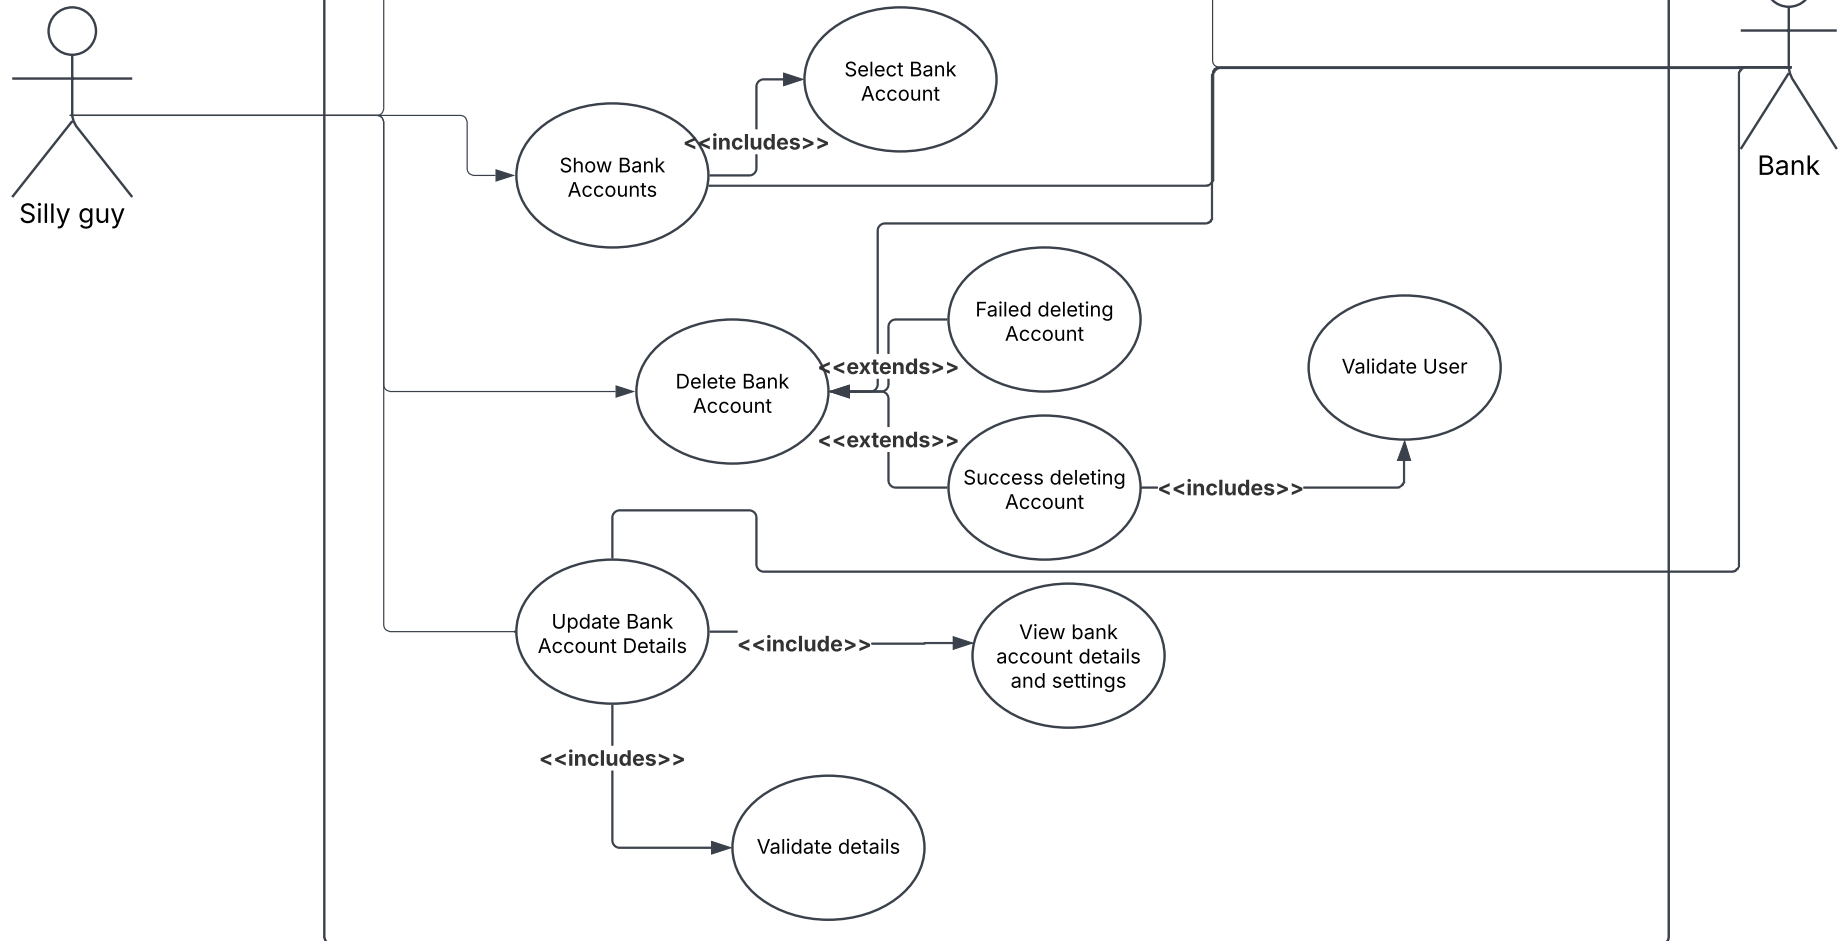 Select Bank
Account
<<includes>>
Show Bank
Accounts
Bank
Silly guy
Failed deleting
Account
<<extends>>
Validate User
Delete Bank
Account
<<extends>>
Success deleting
Account
<<includes>>
Update Bank
Account Details
<<include>>
View bank
account details
and settings
<<includes>>
Validate details